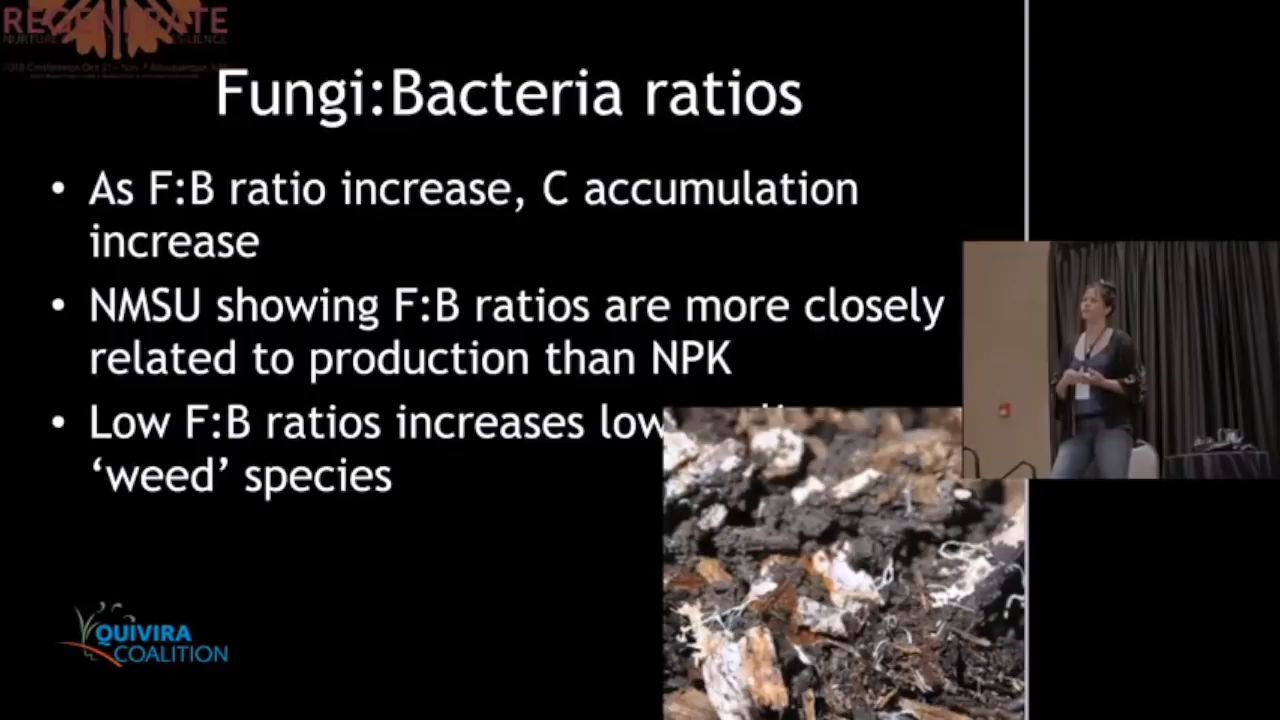 REGENERATE
Fungi:Bacteria ratios
• As F:B ratio increase, C accumulation
increase
• NMSU showing F:B ratios are more closely
related to production than NPK
• Low F:B ratios increases low
‘weed’ species
QUIVIRA
COALITION